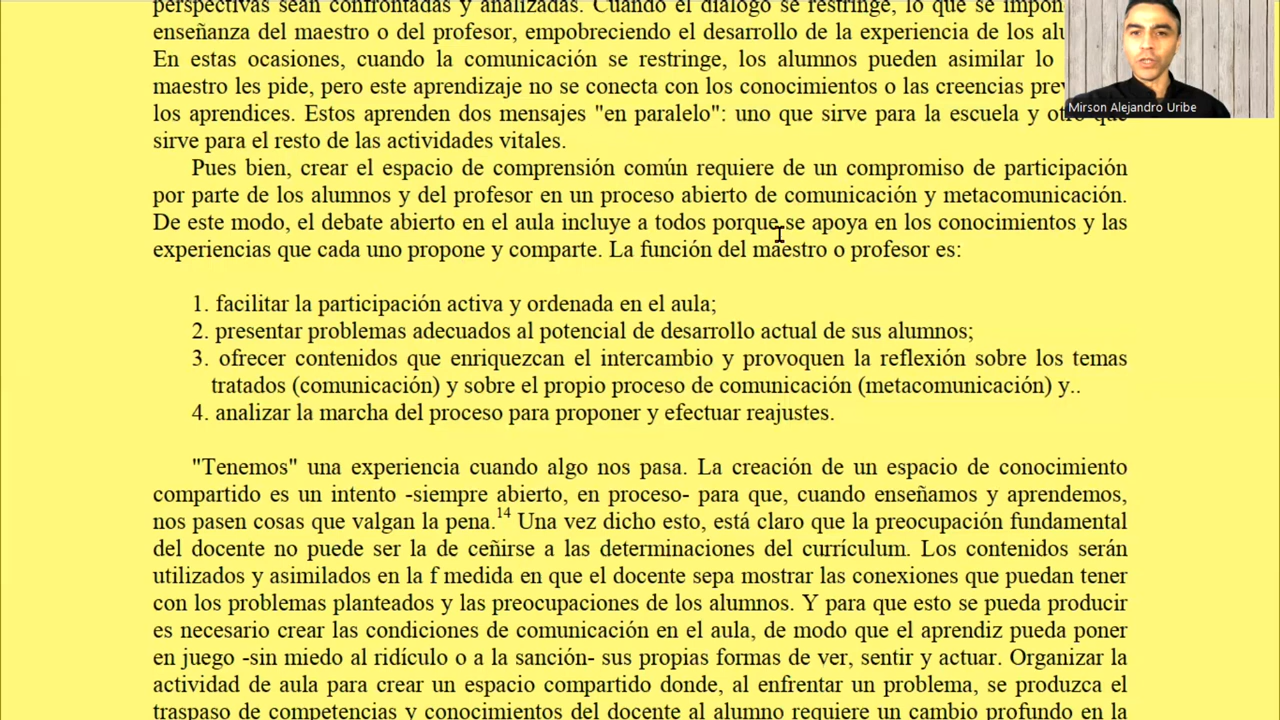 perspectivas sean confrontadas y analizadas. Cuando el diálogo se restringe, lo que se impon
enseñanza del maestro o del profesor, empobreciendo el desarrollo de la experiencia de los
En estas ocasiones, cuando la comunicación se restringe, los alumnos pueden asimilar lo
maestro les pide, pero este aprendizaje no se conecta con los conocimientos o las creencias
los aprendices. Estos aprenden dos mensajes "en paralelo": uno que sirve para la escuela y otro que
sirve para el resto de las actividades vitales.
Mirson Alejandro Uribe
Pues bien, crear el espacio de comprensión común requiere de un compromiso de participación
por parte de los alumnos y del profesor en un proceso abierto de comunicación y metacomunicación.
De este modo, el debate abierto en el aula incluye a todos porque se apoya en los conocimientos y las
experiencias que cada uno propone y comparte. La función del maestro o profesor es:
1. facilitar la participación activa y ordenada en el aula;
2. presentar problemas adecuados al potencial de desarrollo actual de sus alumnos;
3. ofrecer contenidos que enriquezcan el intercambio y provoquen la reflexión sobre los temas
tratados (comunicación) y sobre el propio proceso de comunicación (metacomunicación) y..
4. analizar la marcha del proceso para proponer y efectuar reajustes.
"Tenemos" una experiencia cuando algo nos pasa. La creación de un espacio de conocimiento
compartido es un intento -siempre abierto, en proceso- para que, cuando enseñamos y aprendemos,
nos pasen cosas que valgan la pena.14 Una vez dicho esto, está claro que la preocupación fundamental
del docente no puede ser la de ceñirse a las determinaciones del currículum. Los contenidos serán
utilizados y asimilados en la f medida en que el docente sepa mostrar las conexiones que puedan tener
con los problemas planteados y las preocupaciones de los alumnos. Y para que esto se pueda producir
es necesario crear las condiciones de comunicación en el aula, de modo que el aprendiz pueda poner
en juego -sin miedo al ridículo o a la sanción- sus propias formas de ver, sentir y actuar. Organizar la
actividad de aula para crear un espacio compartido donde, al enfrentar un problema, se produzca el
traspaso de competencias y conocimientos del docente al alumno requiere un cambio profundo en la